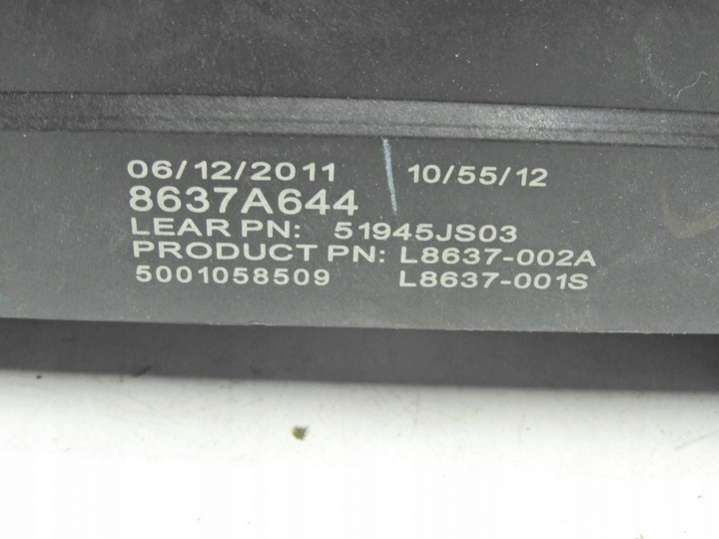 06/12/2011 10/55/12
8637A644
LEAR PN: 51945JS03
PRODUCT PN: L8637-002A
5001058509 L8637-001S